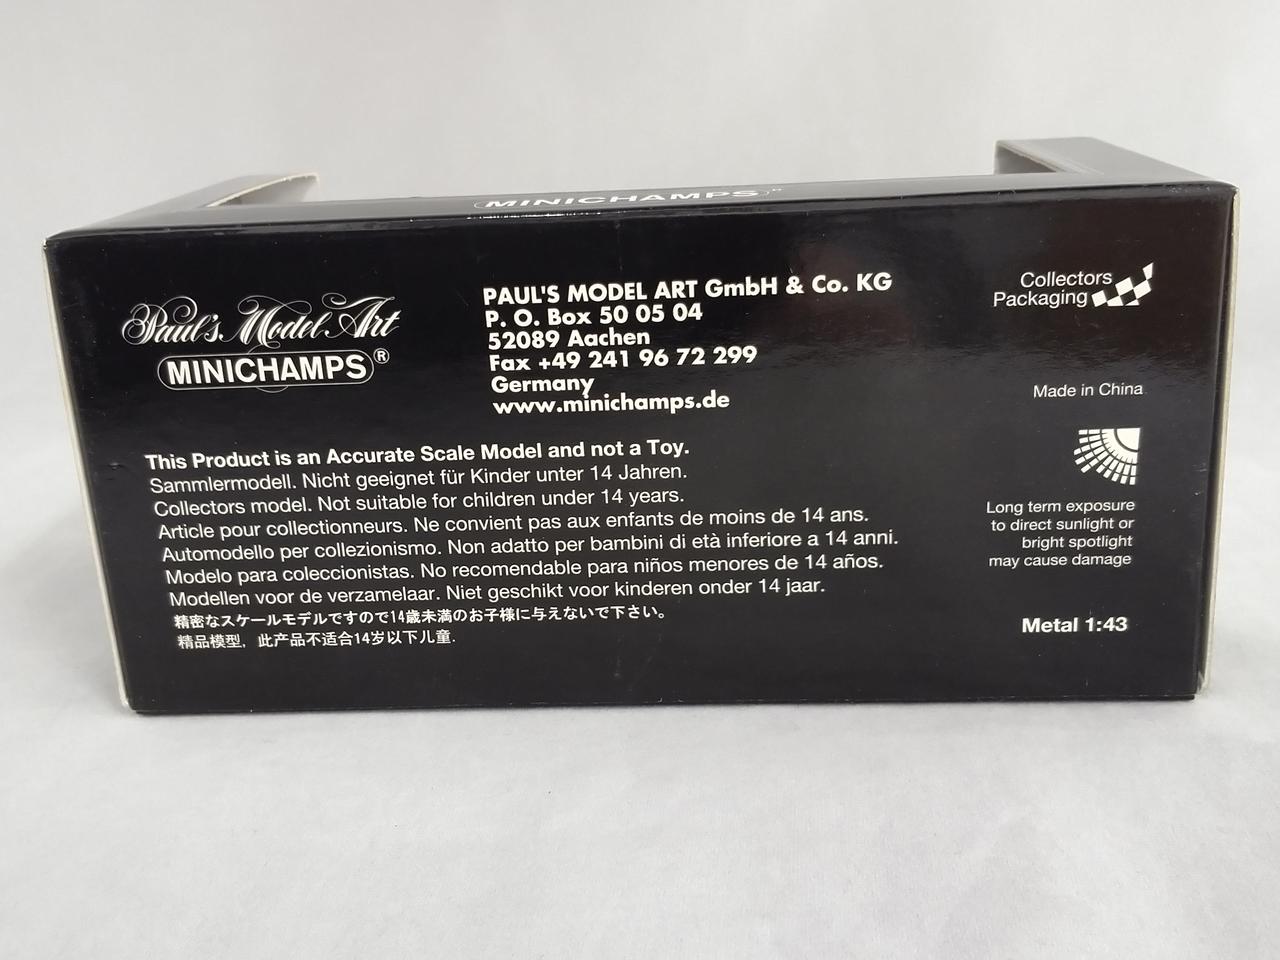 MINICHAMPS
Paul's Model Art
MINICHAMPS®
PAUL'S MODEL ART GmbH & Co. KG
P. O. Box 50 05 04
52089 Aachen
Fax +49 241 96 72 299
Germany
www.minichamps.de
Collectors
Packaging
Made in China
This Product is an Accurate Scale Model and not a Toy.
Sammlermodell. Nicht geeignet für Kinder unter 14 Jahren.
Collectors model. Not suitable for children under 14 years.
Article pour collectionneurs. Ne convient pas aux enfants de moins de 14 ans.
Automodello per collezionismo. Non adatto per bambini di età inferiore a 14 anni.
Modelo para coleccionistas. No recomendable para niños menores de 14 años.
Modellen voor de verzamelaar. Niet geschikt voor kinderen onder 14 jaar.
精密なスケールモデルですので14歳未満のお子様に与えないで下さい。
精品模型，此产品不适合14岁以下儿童.
Long term exposure
to direct sunlight or
bright spotlight
may cause damage
Metal 1:43